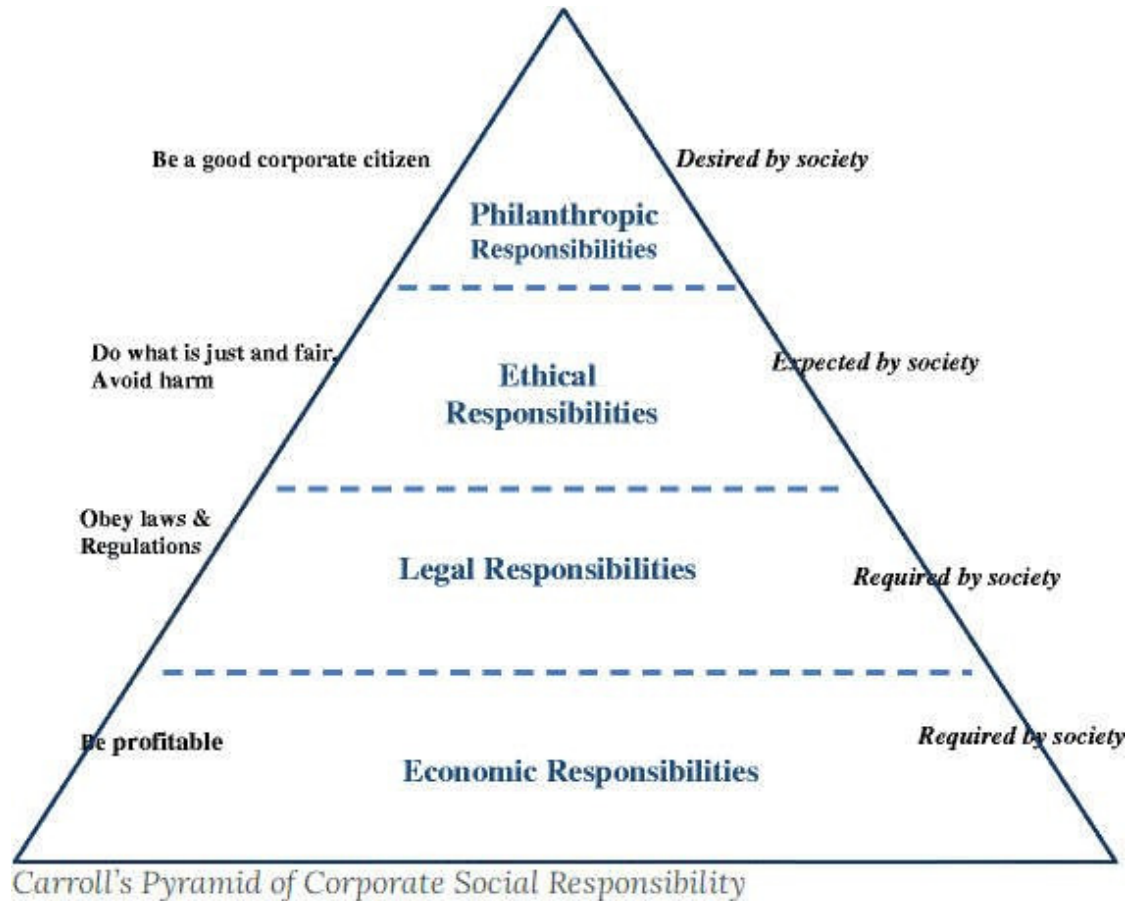 Be a good corporate citizen
Desired by society
Philanthropic
Responsibilities
Do what is just and fair,
Avoid harm
Expected by society
Ethical
Responsibilities
Obey laws &
Regulations
Legal Responsibilities
Required by society
Be profitable
Required by society
Economic Responsibilities
Carroll's Pyramid of Corporate Social Responsibility